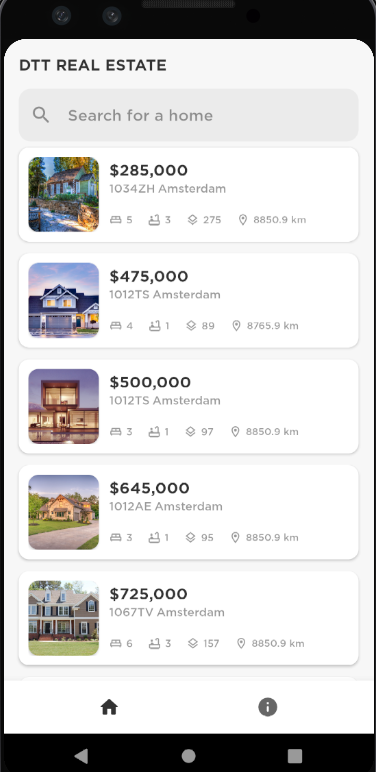 DTT REAL ESTATE
Search for a home
$285,000
1034ZH Amsterdam
5 3 275 8850.9 km
$475,000
1012TS Amsterdam
4 1 89 8765.9 km
$500,000
1012TS Amsterdam
3 1 97 8850.9 km
$645,000
1012AE Amsterdam
3 1 95 8850.9 km
$725,000
1067TV Amsterdam
6 3 157 8850.9 km